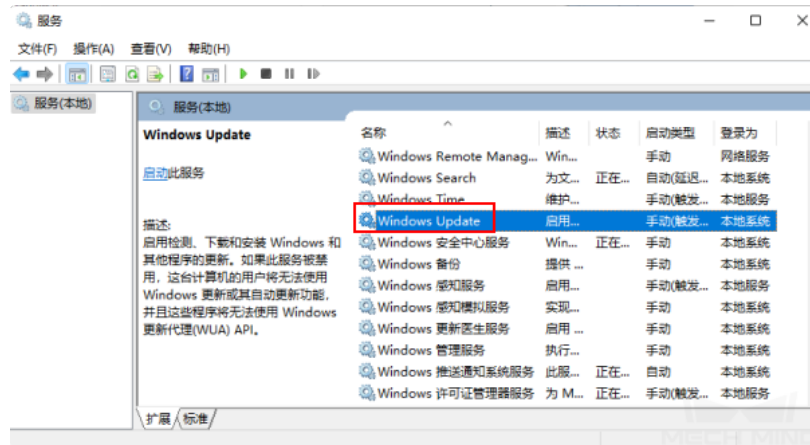 服务
文件(F) 操作(A) 查看(V) 帮助(H)
服务(本地)
服务(本地)
Windows Update
启动此服务
描述:
启用检测、下载和安装 Windows 和
其他程序的更新。如果此服务被禁
用，这台计算机的用户将无法使用
Windows 更新或其自动更新功能，
并且这些程序将无法使用 Windows
更新代理(WUA) API。
名称 描述 状态 启动类型 登录为
Windows Remote Manag... Win... 手动 网络服务
Windows Search 为文... 正在... 自动(延迟... 本地系统
Windows Time 维护... 手动(触发... 本地服务
Windows Update 启用... 手动(触发... 本地系统
Windows 安全中心服务 Win... 正在... 手动 本地系统
Windows 备份 提供 ... 手动 本地系统
Windows 感知服务 启用... 手动(触发... 本地服务
Windows 感知模拟服务 实现... 手动 本地系统
Windows 更新医生服务 启用 ... 手动 本地系统
Windows 管理服务 执行... 手动 本地系统
Windows 推送通知系统服务 此服... 正在... 自动 本地系统
Windows 许可证管理器服务 为 M... 正在... 手动(触发... 本地服务
扩展 标准
MECH MIND